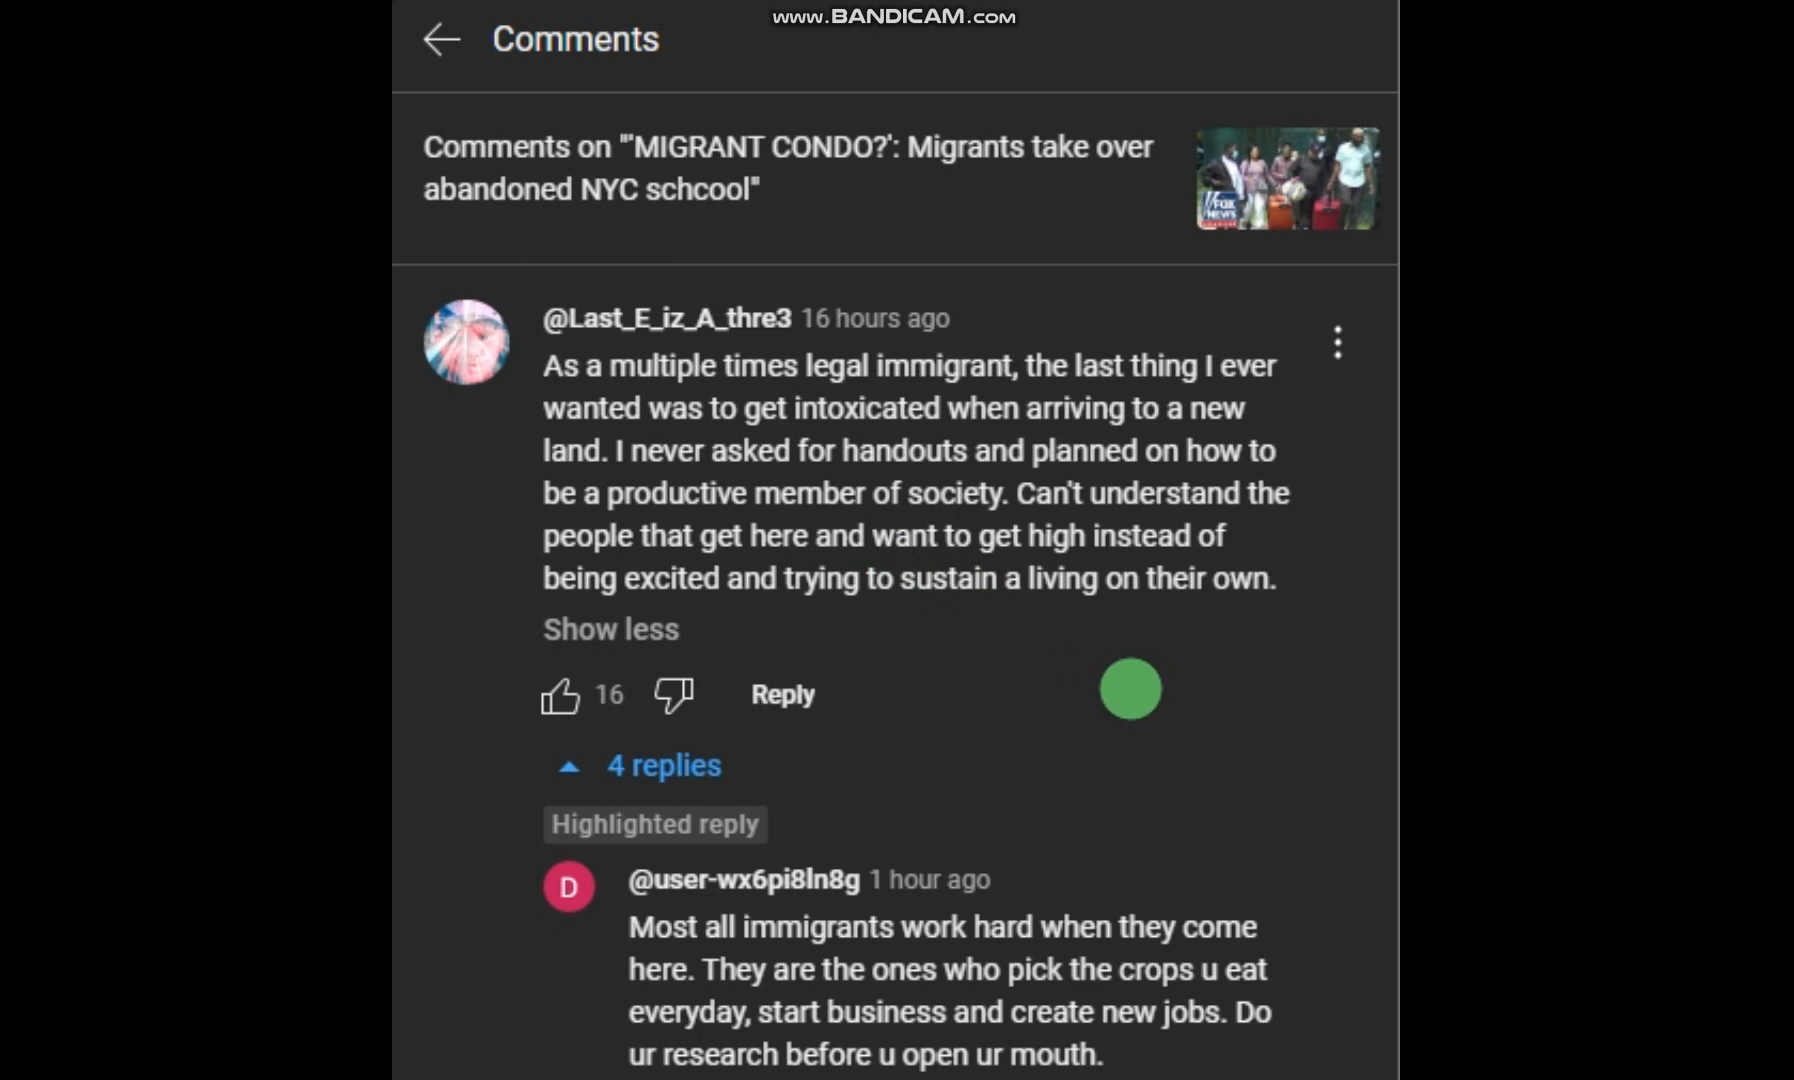 www.BANDICAM.com
Comments
Comments on "'MIGRANT CONDO?': Migrants take over
abandoned NYC schcool"
FOX
NEWS
@Last_E_iz_A_thre3 16 hours ago
As a multiple times legal immigrant, the last thing I ever
wanted was to get intoxicated when arriving to a new
land. I never asked for handouts and planned on how to
be a productive member of society. Can't understand the
people that get here and want to get high instead of
being excited and trying to sustain a living on their own.
Show less
16 Reply
4 replies
Highlighted reply
D
@user-wx6pi8ln8g 1 hour ago
Most all immigrants work hard when they come
here. They are the ones who pick the crops u eat
everyday, start business and create new jobs. Do
ur research before u open ur mouth.